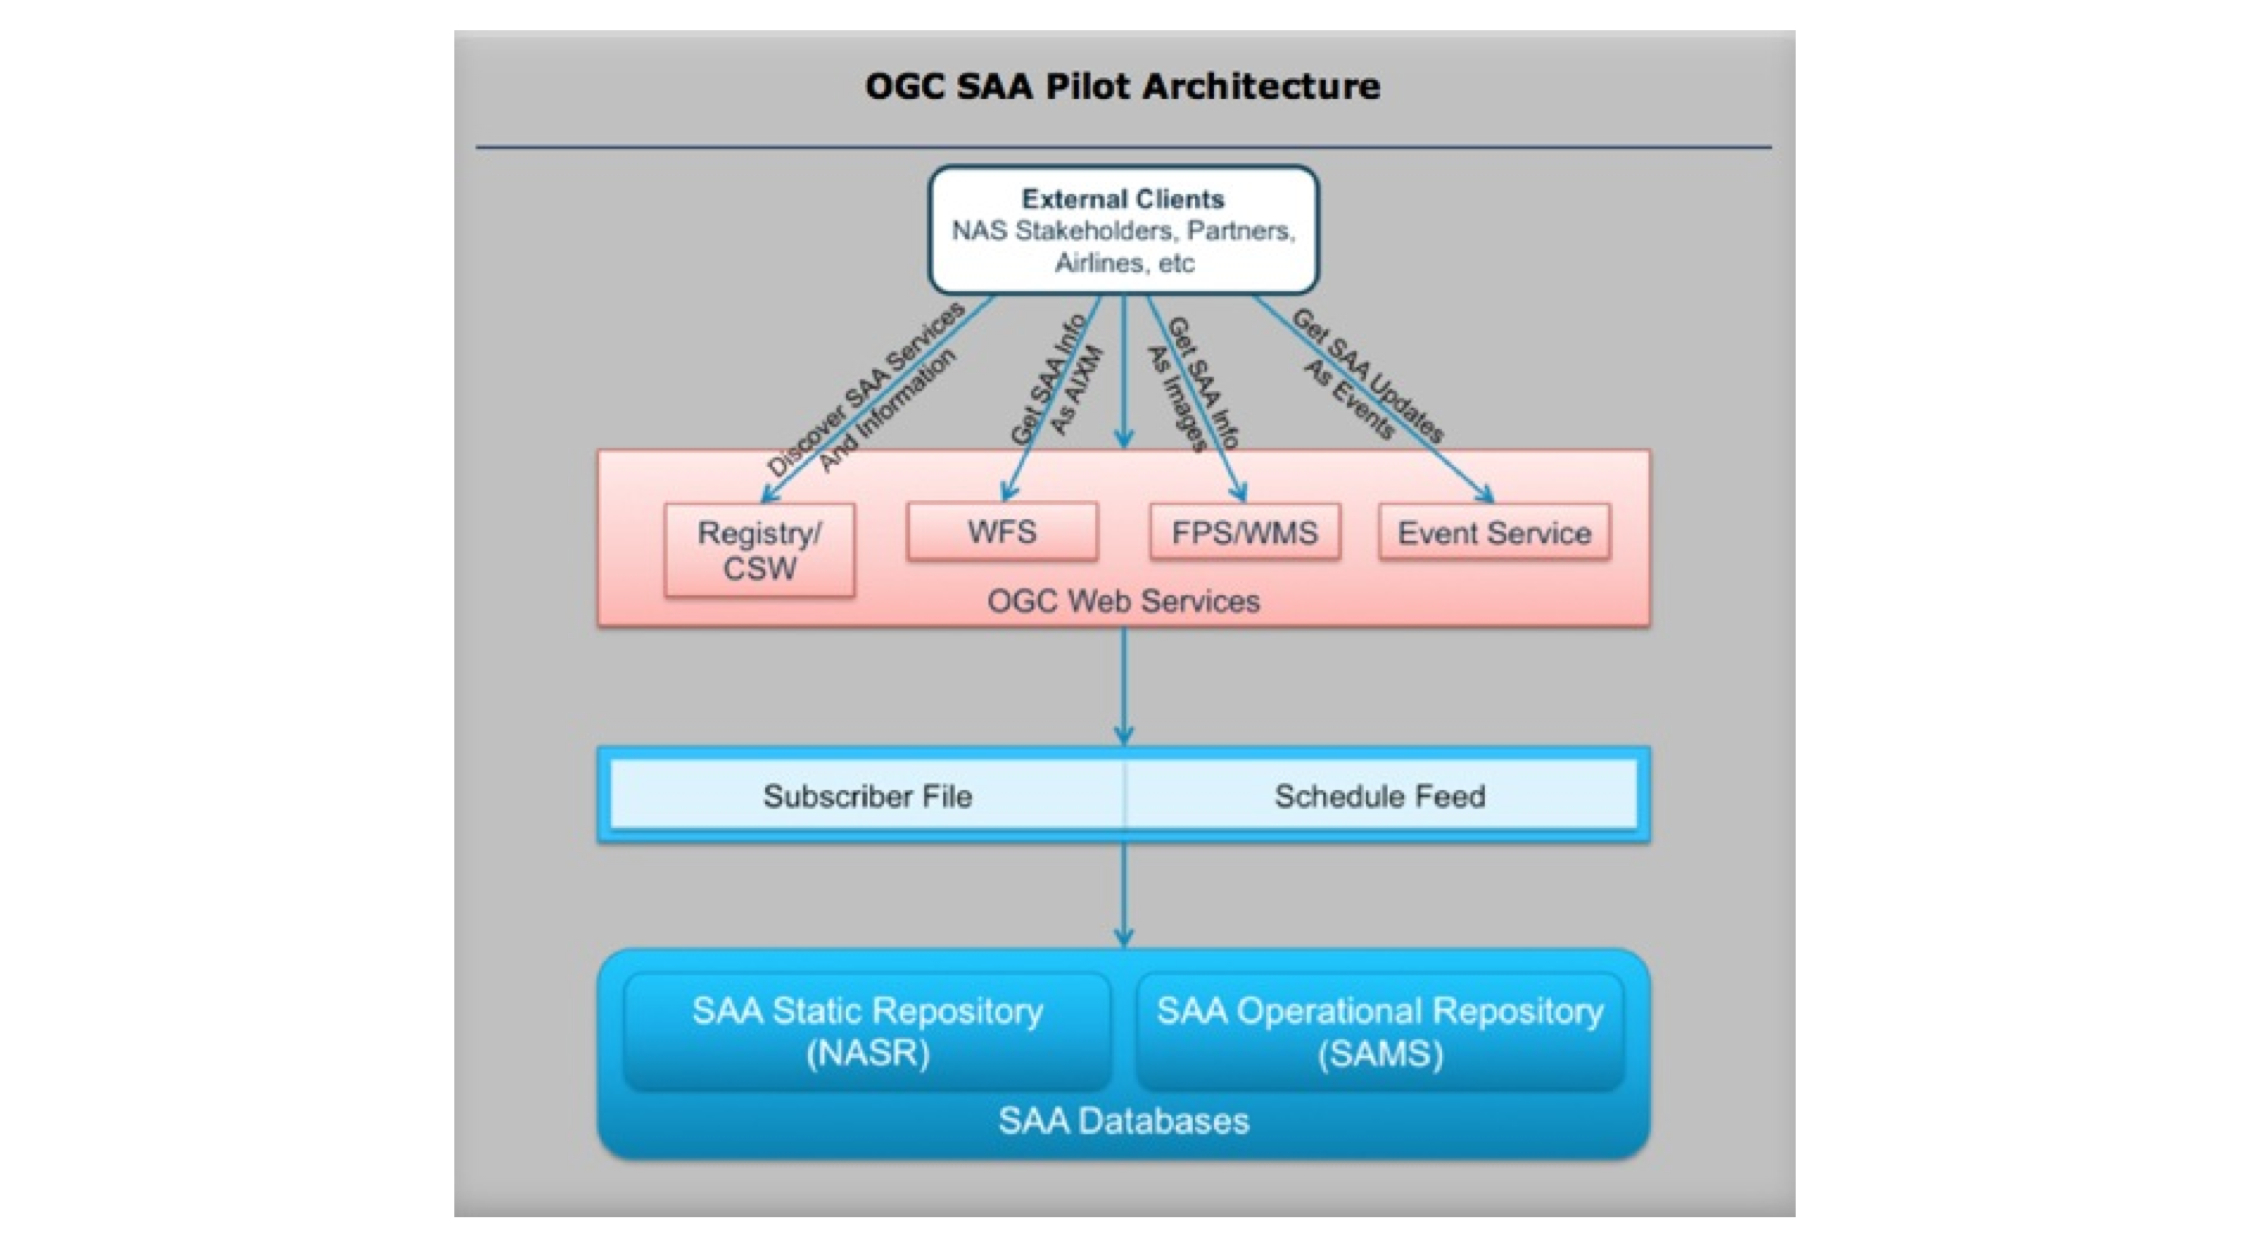 OGC SAA Pilot Architecture
External Clients
NAS Stakeholders, Partners,
Airlines, etc
Discover SAA Services
And Information
Get SAA Info
As AIXM
Get SAA Info
As Images
Get SAA Updates
As Events
Registry/
CSW
WFS
FPS/WMS
Event Service
OGC Web Services
Subscriber File
Schedule Feed
SAA Static Repository
(NASR)
SAA Operational Repository
(SAMS)
SAA Databases